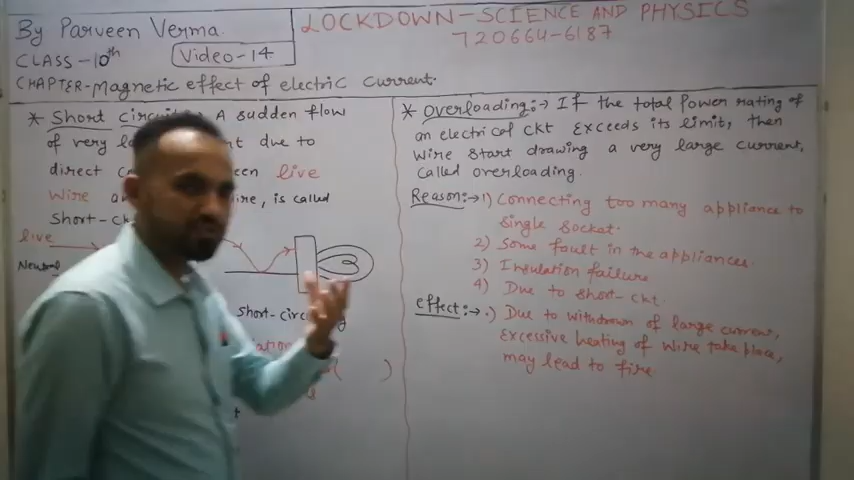 By Parveen Verma
CLASS-10th
Video-14
LOCKDOWN-SCIENCE AND PHYSICS
720664-6187
CHAPTER-Magnetic effect of electric current.
* Short A sudden flow
of very due to
direct live
wire is called
Short-
live
Neutral
short-
* Overloading:→ If the total Power rating of
an electrical ckt exceeds its limit, then
wire start drawing a very large current,
called overloading.
Reason:→ 1) Connecting too many appliance to
single socket.
2) Some fault in the appliances.
3) Insulation failure
4) Due to short-ckt.
effect:→ .) Due to withdrawn of large current,
excessive heating of wire take place,
may lead to fire